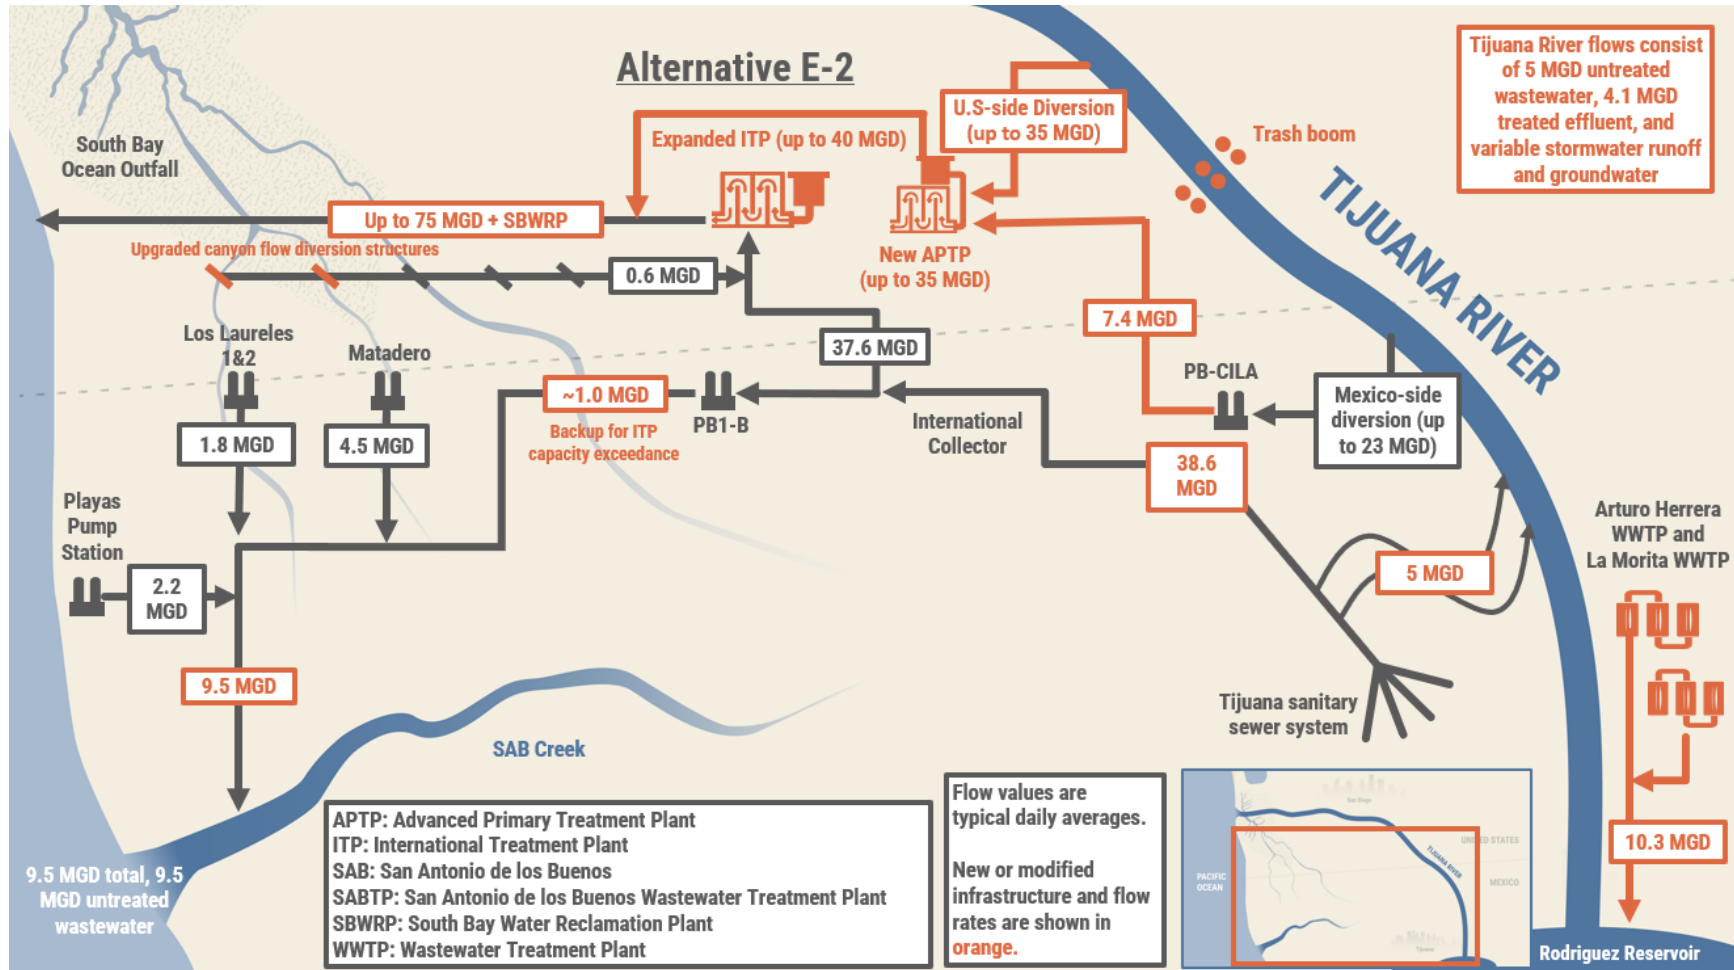 Alternative E-2
Tijuana River flows consist
of 5 MGD untreated
wastewater, 4.1 MGD
treated effluent, and
variable stormwater runoff
and groundwater
U.S-side Diversion
(up to 35 MGD)
Trash boom
TIJUANA RIVER
South Bay
Ocean Outfall
Expanded ITP (up to 40 MGD)
Up to 75 MGD + SBWRP
Upgraded canyon flow diversion structures
0.6 MGD
New APTP
(up to 35 MGD)
7.4 MGD
37.6 MGD
Los Laureles
1&2
Matadero
~1.0 MGD
Backup for ITP
capacity exceedance
PB1-B
International
Collector
PB-CILA
Mexico-side
diversion (up
to 23 MGD)
1.8 MGD
4.5 MGD
38.6
MGD
Playas
Pump
Station
2.2
MGD
5 MGD
Arturo Herrera
WWTP and
La Morita WWTP
9.5 MGD
Tijuana sanitary
sewer system
SAB Creek
10.3 MGD
9.5 MGD total, 9.5
MGD untreated
wastewater
APTP: Advanced Primary Treatment Plant
ITP: International Treatment Plant
SAB: San Antonio de los Buenos
SABTP: San Antonio de los Buenos Wastewater Treatment Plant
SBWRP: South Bay Water Reclamation Plant
WWTP: Wastewater Treatment Plant
Flow values are
typical daily averages.
New or modified
infrastructure and flow
rates are shown in
orange.
San Diego
UNITED STATES
TIJUANA RIVER
MEXICO
PACIFIC
OCEAN
Tijuana
Rodriguez Reservoir